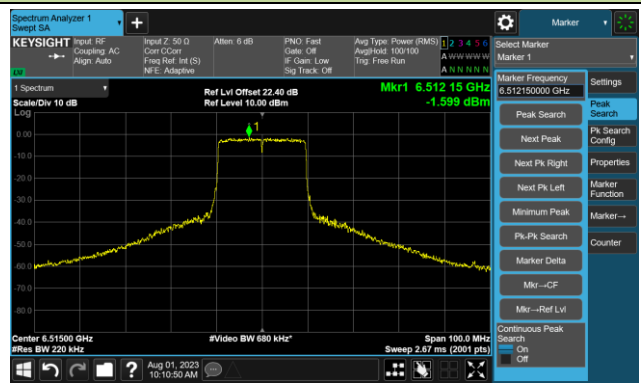 Spectrum Analyzer 1
Swept SA
+
Marker
KEYSIGHT
Input: RF
Coupling: AC
Align: Auto
Input Z: 50 Ω
Corr CCorr
Freq Ref: Int (S)
NFE: Adaptive
Atten: 6 dB
PNO: Fast
Gate: Off
IF Gain: Low
Sig Track: Off
Avg Type: Power (RMS)
Avg|Hold: 100/100
Trig: Free Run
1 2 3 4 5 6
A W W W W W
A N N N N N
LXI
Select Marker
Marker 1
1 Spectrum
Scale/Div 10 dB
Log
Ref Lvl Offset 22.40 dB
Ref Level 10.00 dBm
Mkr1 6.512 15 GHz
-1.599 dBm
1
0.00
-10.0
-20.0
-30.0
-40.0
-50.0
-60.0
-70.0
-80.0
Center 6.51500 GHz
#Res BW 220 kHz
#Video BW 680 kHz*
Span 100.0 MHz
Sweep 2.67 ms (2001 pts)
Marker Frequency
6.512150000 GHz
Peak Search
Next Peak
Next Pk Right
Next Pk Left
Minimum Peak
Pk-Pk Search
Marker Delta
Mkr→CF
Mkr→Ref Lvl
Continuous Peak
Search
On
Off
Settings
Peak
Search
Pk Search
Config
Properties
Marker
Function
Marker→
Counter
?
Aug 01, 2023
10:10:50 AM